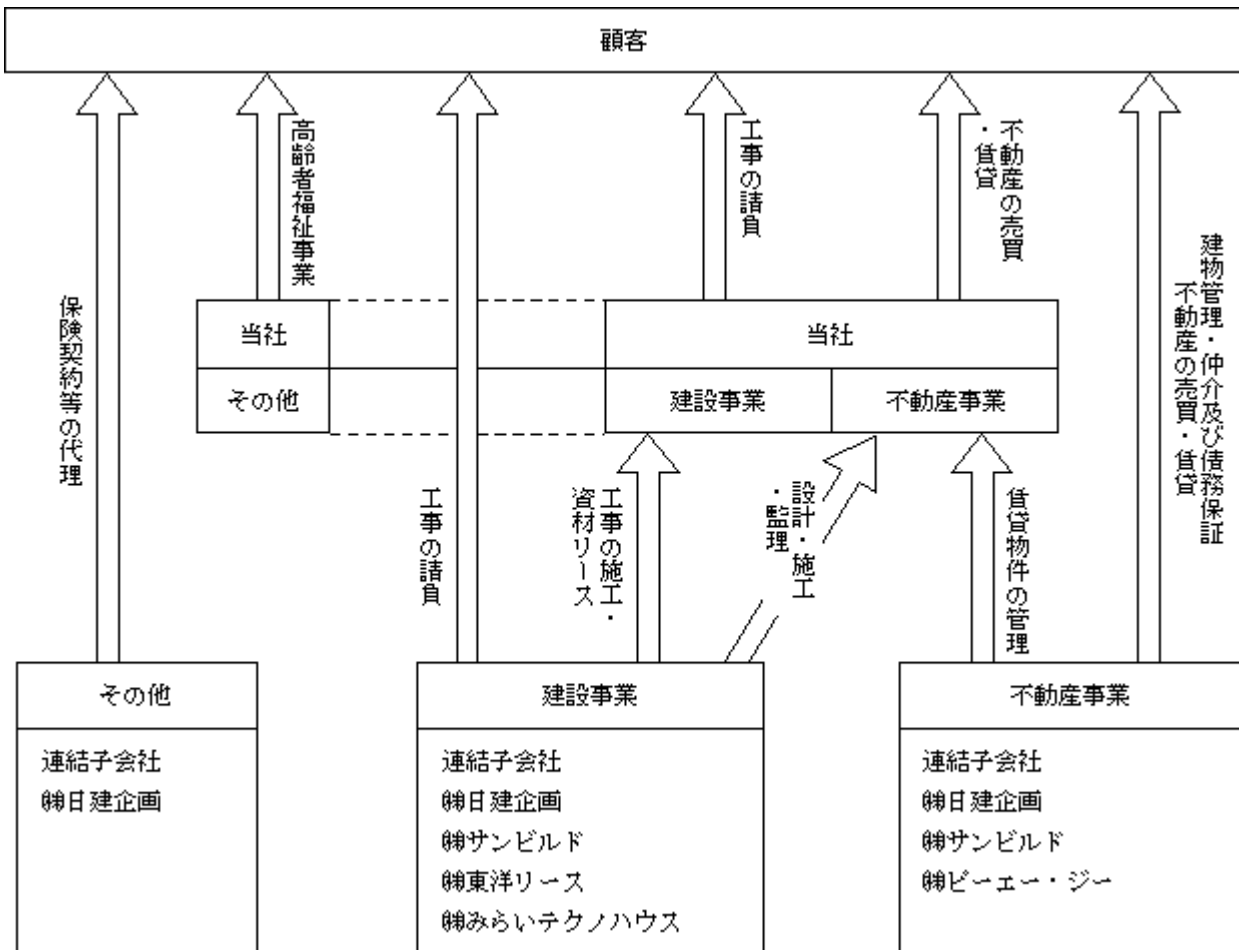 顧客
保険契約等の代理
高齢者福祉事業
工事の請負
工事の請負
不動産の売買
・賃貸
建物管理・仲介及び債務保証
不動産の売買・賃貸
当社
その他
当社
建設事業
不動産事業
工事の施工・
資材リース
設計・施工
・監理
賃貸物件の管理
その他
連結子会社
㈱日建企画
建設事業
連結子会社
㈱日建企画
㈱サンビルド
㈱東洋リース
㈱みらいテクノハウス
不動産事業
連結子会社
㈱日建企画
㈱サンビルド
㈱ピーエー・ジー